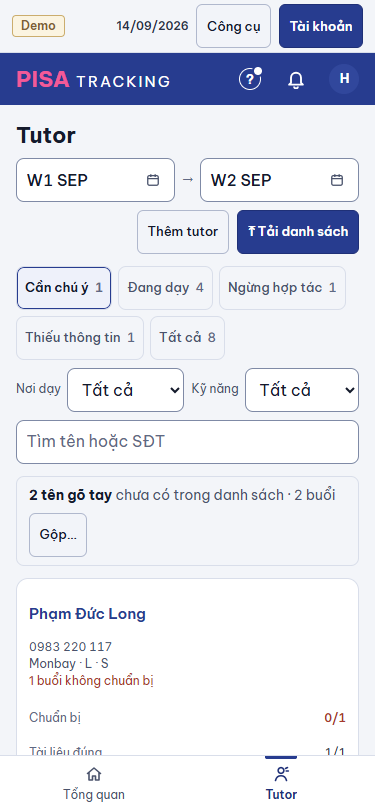 Demo 14/09/2026 Công cụ Tài khoản
PISA TRACKING ? H
Tutor
W1 SEP → W2 SEP
Thêm tutor ⤒ Tải danh sách
Cần chú ý 1 Đang dạy 4 Ngừng hợp tác 1
Thiếu thông tin 1 Tất cả 8
Nơi dạy Tất cả Kỹ năng Tất cả
Tìm tên hoặc SĐT
2 tên gõ tay chưa có trong danh sách · 2 buổi
Gộp...
Phạm Đức Long
0983 220 117
Monbay · L · S
1 buổi không chuẩn bị
Chuẩn bị 0/1
Tài liệu đúng 1/1
Tổng quan Tutor